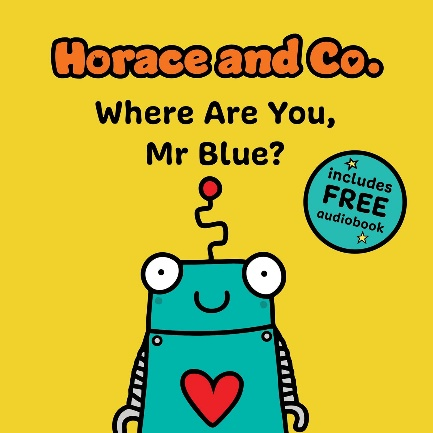 Horace and Co.
Where Are You,
Mr Blue?
includes
FREE
audiobook